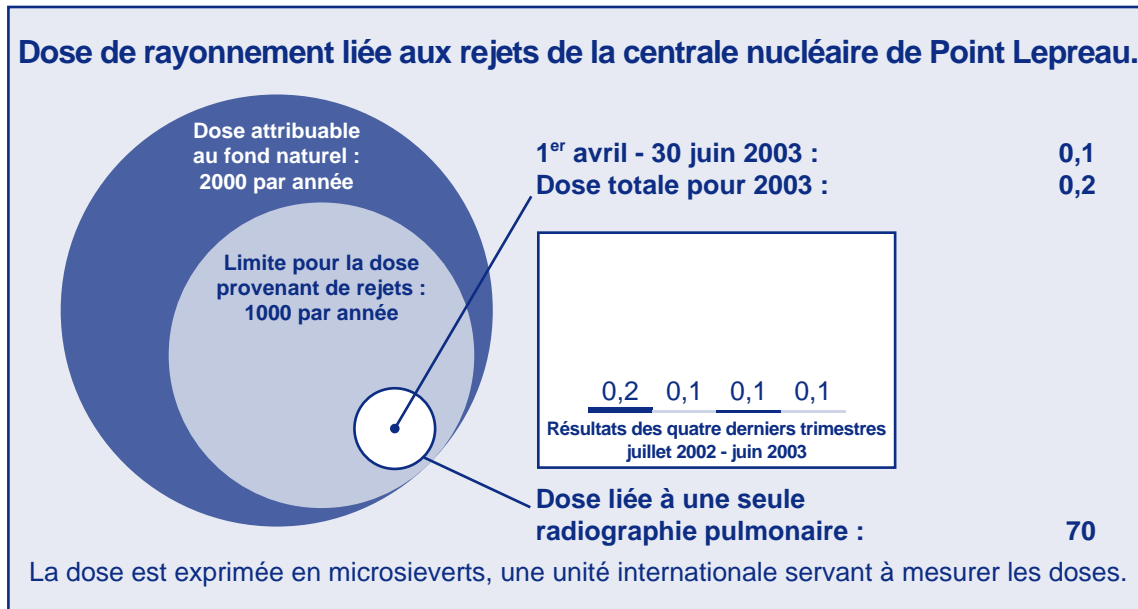 Dose de rayonnement liée aux rejets de la centrale nucléaire de Point Lepreau.
Dose attribuable
au fond naturel :
2000 par année
Limite pour la dose
provenant de rejets :
1000 par année
1er avril - 30 juin 2003 : 0,1
Dose totale pour 2003 : 0,2
0,2 0,1 0,1 0,1
Résultats des quatre derniers trimestres
juillet 2002 - juin 2003
Dose liée à une seule
radiographie pulmonaire : 70
La dose est exprimée en microsieverts, une unité internationale servant à mesurer les doses.